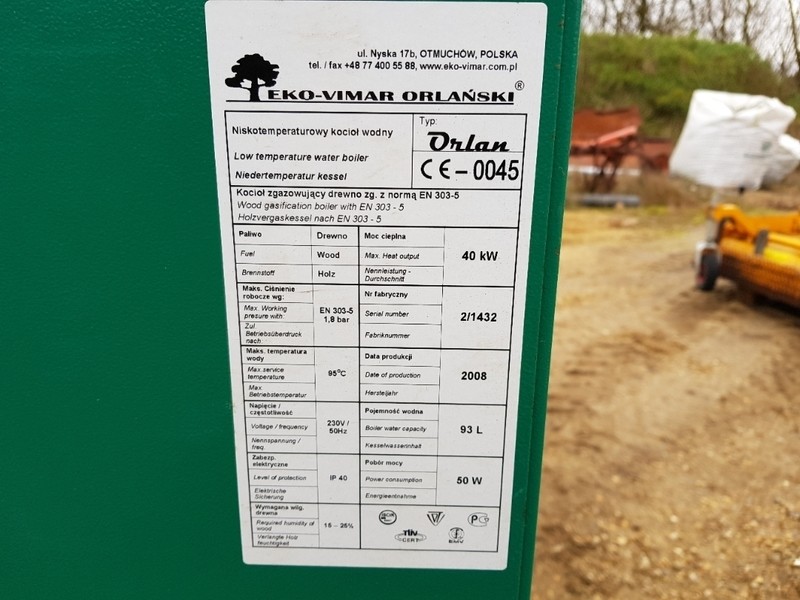 ul. Nyska 17b, OTMUCHÓW, POLSKA
tel. / fax +48 77 400 55 88, www.eko-vimar.com.pl
EKO-VIMAR ORLAŃSKI®
Niskotemperaturowy kocioł wodny
Low temperature water boiler
Niedertemperatur kessel
Typ:
Orlan
CE – 0045
Kocioł zgazowujący drewno zg. z normą EN 303-5
Wood gasification boiler with EN 303 - 5
Holzvergaskessel nach EN 303 - 5
Paliwo
Fuel
Brennstoff
Drewno
Wood
Holz
Moc cieplna
Max. Heat output
Nennleistung -
Durchschnitt
40 kW
Maks. Ciśnienie
robocze wg:
Max. Working
presure with:
Zul.
Betriebsüberdruck
nach:
EN 303-5
1,8 bar
Nr fabryczny
Serial number
Fabriknummer
2/1432
Maks. temperatura
wody
Max.service
temperature
Max.
Betriebstemperatur
95°C
Data produkcji
Date of production
Herstelljahr
2008
Napięcie /
częstotliwość
Voltage / frequency
Nennspannung /
freq.
230V /
50Hz
Pojemność wodna
Boiler water capacity
Kesselwasserinhalt
93 L
Zabezp.
elektryczne
Level of protection
Elektrische
Sicherung
IP 40
Pobór mocy
Power consumption
Energieentnahme
50 W
Wymagana wilg.
drewna
Required humidity of
wood
Verlangte Holz
feuchtigkeit
15 – 25%
TÜV
CERT
EMV